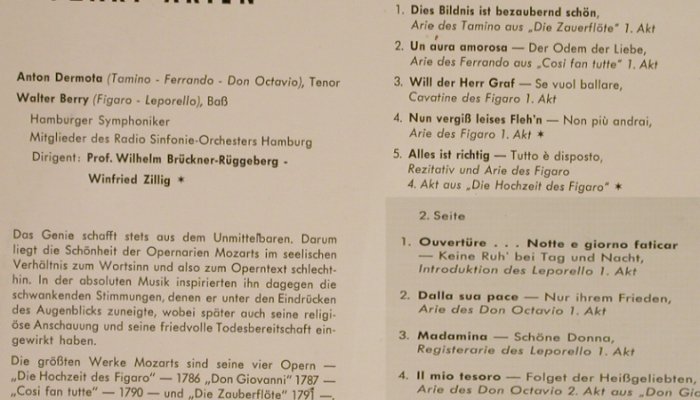 Anton Dermota (Tamino - Ferrando - Don Octavio), Tenor
Walter Berry (Figaro - Leporello), Baß
Hamburger Symphoniker
Mitglieder des Radio Sinfonie-Orchesters Hamburg
Dirigent: Prof. Wilhelm Brückner-Rüggeberg -
Winfried Zillig ✶
Das Genie schafft stets aus dem Unmittelbaren. Darum
liegt die Schönheit der Opernarien Mozarts im seelischen
Verhältnis zum Wortsinn und also zum Operntext schlecht-
hin. In der absoluten Musik inspirierten ihn dagegen die
schwankenden Stimmungen, denen er unter den Eindrücken
des Augenblicks zuneigte, wobei später auch seine religi-
öse Anschauung und seine friedvolle Todesbereitschaft ein-
gewirkt haben.
Die größten Werke Mozarts sind seine vier Opern —
„Die Hochzeit des Figaro" — 1786 „Don Giovanni" 1787 —
„Cosi fan tutte" — 1790 — und „Die Zauberflöte" 1791 —.
1. Dies Bildnis ist bezaubernd schön,
Arie des Tamino aus „Die Zauerflöte" 1. Akt
2. Un aura amorosa — Der Odem der Liebe,
Arie des Ferrando aus „Cosi fan tutte" 1. Akt
3. Will der Herr Graf — Se vuol ballare,
Cavatine des Figaro 1. Akt
4. Nun vergiß leises Fleh'n — Non più andrai,
Arie des Figaro 1. Akt ✶
5. Alles ist richtig — Tutto è disposto,
Rezitativ und Arie des Figaro
4. Akt aus „Die Hochzeit des Figaro" ✶
2. Seite
1. Ouvertüre . . . Notte e giorno faticar
— Keine Ruh' bei Tag und Nacht,
Introduktion des Leporello 1. Akt
2. Dalla sua pace — Nur ihrem Frieden,
Arie des Don Octavio 1. Akt
3. Madamina — Schöne Donna,
Registerarie des Leporello 1. Akt
4. Il mio tesoro — Folget der Heißgeliebten,
Arie des Don Octavio 2. Akt aus „Don Gio